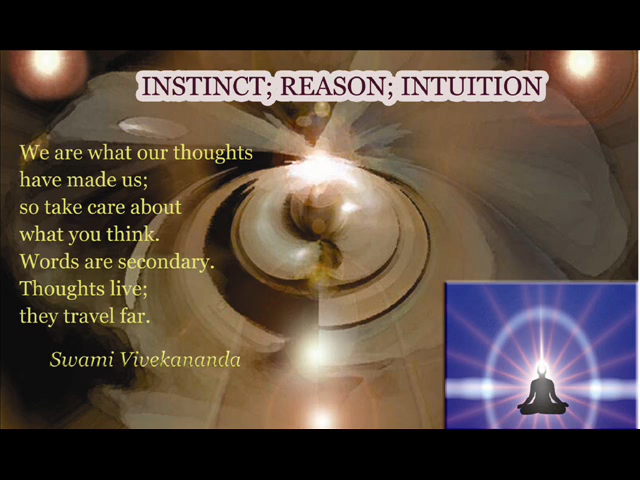 INSTINCT; REASON; INTUITION
We are what our thoughts
have made us;
so take care about
what you think.
Words are secondary.
Thoughts live;
they travel far.
Swami Vivekananda